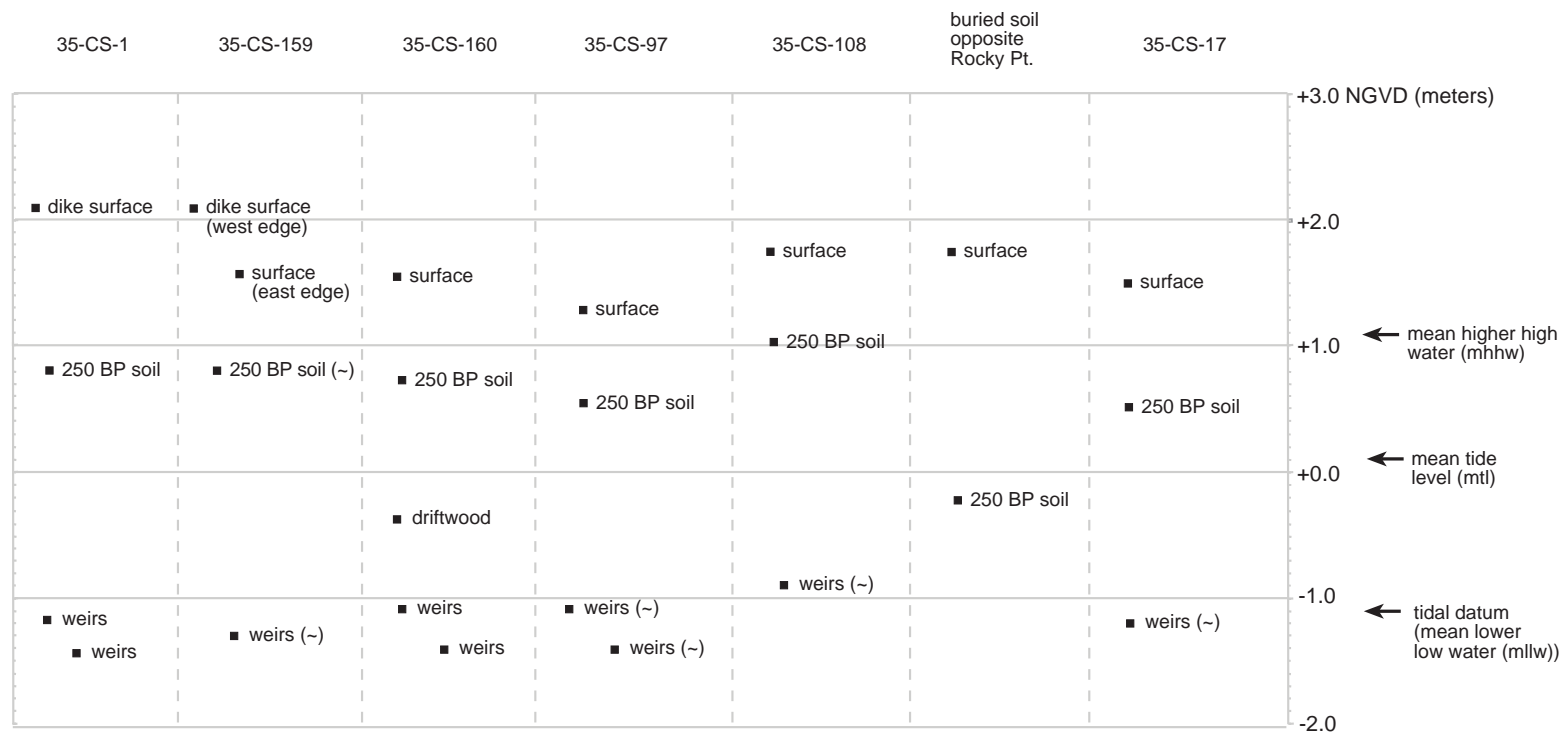 35-CS-1
35-CS-159
35-CS-160
35-CS-97
35-CS-108
buried soil
opposite
Rocky Pt.
35-CS-17
+3.0 NGVD (meters)
dike surface
dike surface
(west edge)
+2.0
surface
(east edge)
surface
surface
surface
surface
surface
mean higher high
water (mhhw)
+1.0
250 BP soil
250 BP soil
250 BP soil (~)
250 BP soil
250 BP soil
250 BP soil
mean tide
level (mtl)
+0.0
250 BP soil
driftwood
weirs (~)
-1.0
weirs
weirs
weirs (~)
weirs
weirs
weirs (~)
weirs (~)
weirs (~)
tidal datum
(mean lower
low water (mllw))
-2.0